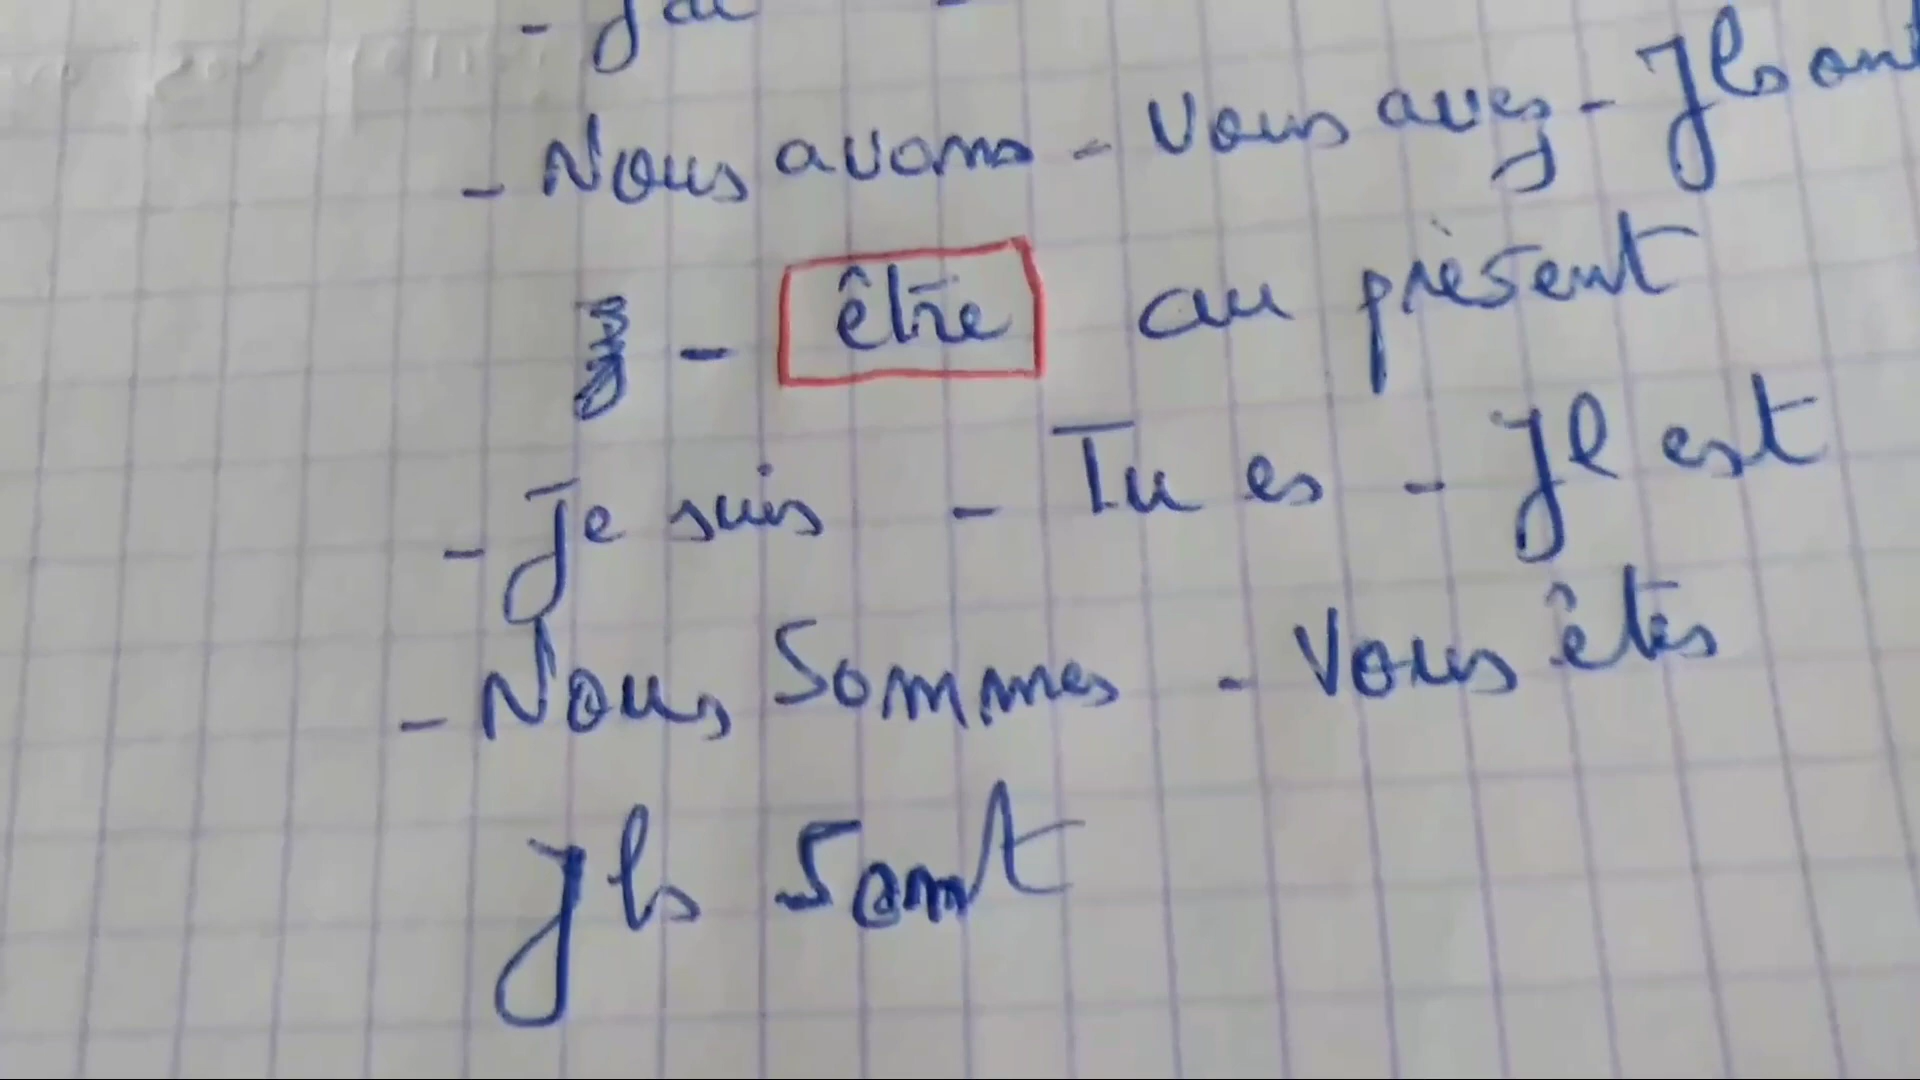 - J'ai -
- Nous avons - Vous avez - Ils ont
- être au présent
- Je suis - Tu es - Il est
- Nous sommes - Vous êtes
Ils sont